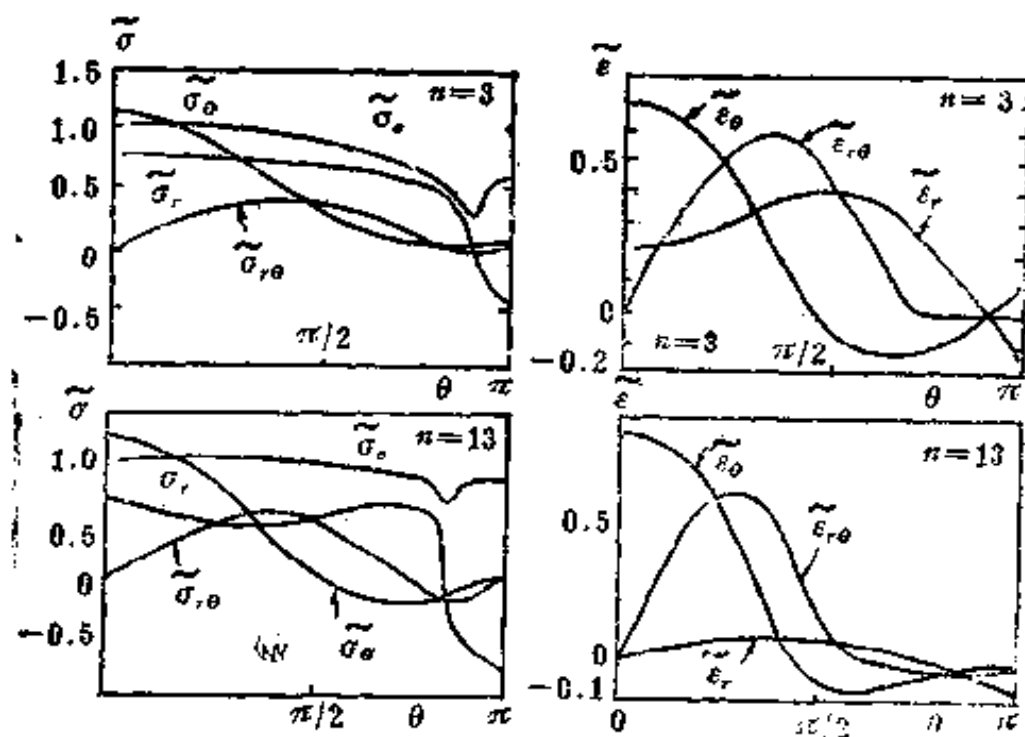 σ̃
1.5
1.0
0.5
0
−0.5
σ̃θ
σ̃e
n=3
σ̃r
σ̃rθ
π/2
θ
π
ε̃
0.5
0
−0.2
ε̃θ
n=3
ε̃rθ
ε̃r
n=3
π/2
θ
π
σ̃
1.0
0.5
0
−0.5
σ̃e
n=13
σr
σ̃rθ
σ̃θ
π/2
θ
π
ε̃
0.5
0
−0.1
ε̃θ
n=13
ε̃rθ
ε̃r
0
π/2
θ
π